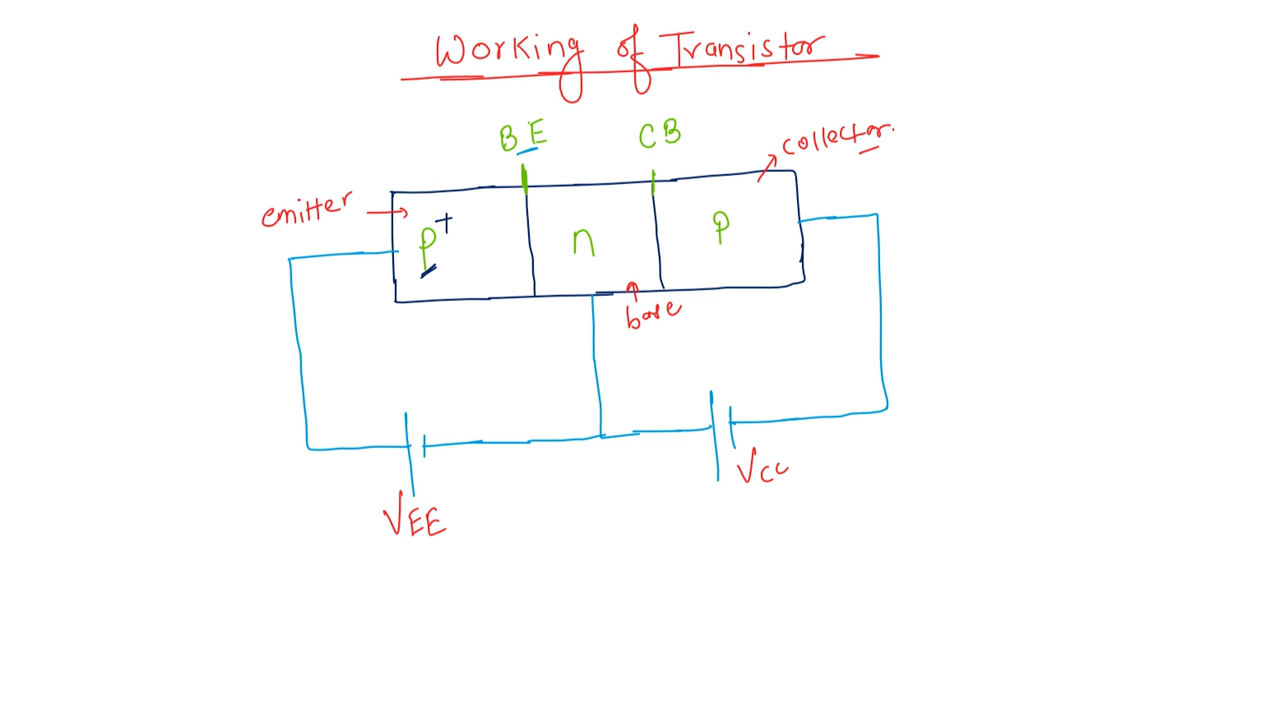 Working of Transistor
BE CB
collector.
emitter
p+ n p
base
VCC
VEE